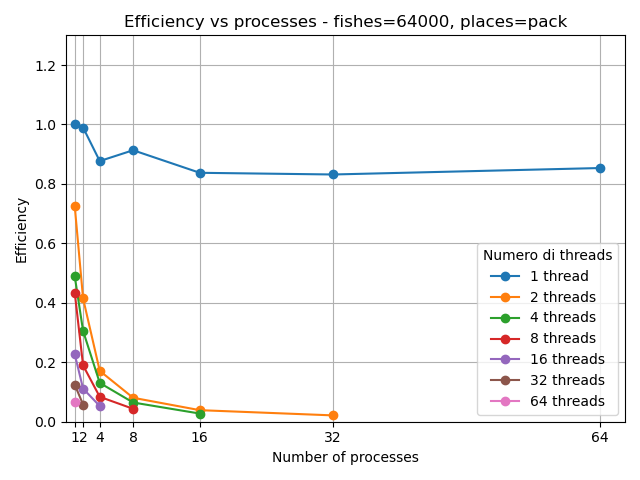 Efficiency vs processes - fishes=64000, places=pack
1.2
1.0
0.8
0.6
0.4
0.2
0.0
Efficiency
Numero di threads
1 thread
2 threads
4 threads
8 threads
16 threads
32 threads
64 threads
1 2 4 8 16 32 64
Number of processes